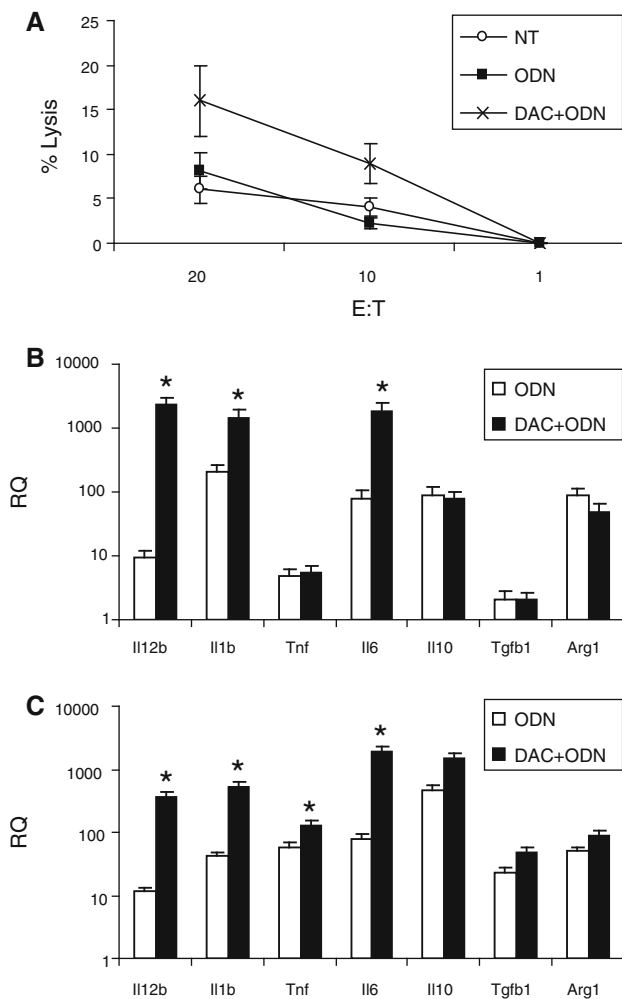 A
25
20
15
10
5
0
% Lysis
20 10 1
E:T
NT
ODN
DAC+ODN
B
10000
1000
100
10
1
RQ
* * *
ODN
DAC+ODN
Il12b Il1b Tnf Il6 Il10 Tgfb1 Arg1
C
10000
1000
100
10
1
RQ
* * * *
ODN
DAC+ODN
Il12b Il1b Tnf Il6 Il10 Tgfb1 Arg1